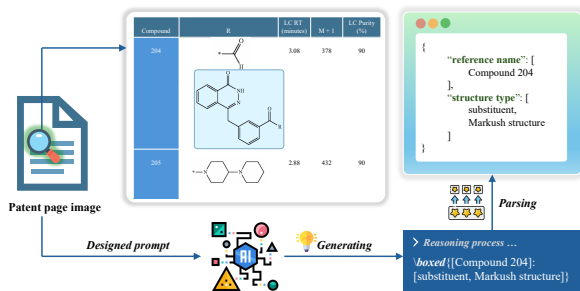 Compound R LC RT (minutes) M + 1 LC Purity (%)
204 3.08 378 90
O
H
O
NH
N
O
R
205 2.88 432 90
N N
{
"reference name": [
Compound 204
],
"structure type": [
substituent,
Markush structure
]
}
Patent page image
Designed prompt
AI
Generating
Parsing
> Reasoning process …
\boxed{[Compound 204]:
[substituent, Markush structure]}